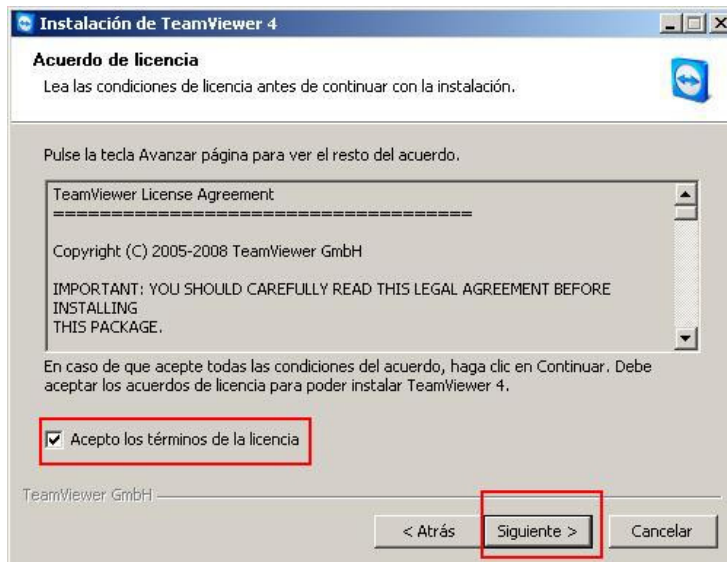 Instalación de TeamViewer 4
Acuerdo de licencia
Lea las condiciones de licencia antes de continuar con la instalación.
Pulse la tecla Avanzar página para ver el resto del acuerdo.
TeamViewer License Agreement
====================================
Copyright (C) 2005-2008 TeamViewer GmbH
IMPORTANT: YOU SHOULD CAREFULLY READ THIS LEGAL AGREEMENT BEFORE
INSTALLING
THIS PACKAGE.
En caso de que acepte todas las condiciones del acuerdo, haga clic en Continuar. Debe
aceptar los acuerdos de licencia para poder instalar TeamViewer 4.
Acepto los términos de la licencia
TeamViewer GmbH
< Atrás Siguiente > Cancelar